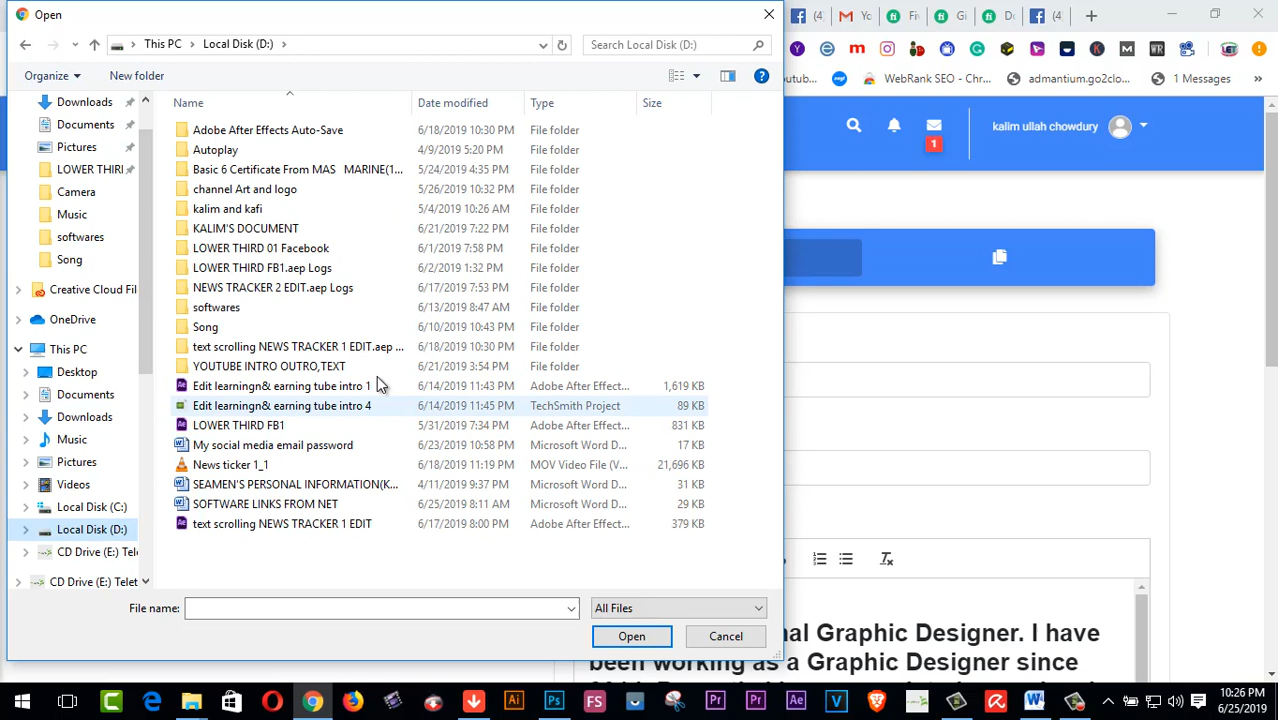 Open
(4)
Yc
Fiv
Gi
Do
(4)
This PC
Local Disk (D:)
Search Local Disk (D:)
Organize
New folder
outub...
WebRank SEO - Chr...
admantium.go2clo...
1 Messages
»
Name
Date modified
Type
Size
Downloads
Documents
Pictures
LOWER THIRI
Camera
Music
softwares
Song
Creative Cloud Fil
OneDrive
This PC
Desktop
Documents
Downloads
Music
Pictures
Videos
Local Disk (C:)
Local Disk (D:)
CD Drive (E:) Tele
CD Drive (E:) Telet
Adobe After Effects Auto-Save 6/18/2019 10:30 PM File folder
Autoplay 4/9/2019 5:20 PM File folder
Basic 6 Certificate From MAS MARINE(1... 5/24/2019 4:35 PM File folder
channel Art and logo 5/26/2019 10:32 PM File folder
kalim and kafi 5/4/2019 10:26 AM File folder
KALIM'S DOCUMENT 6/21/2019 7:22 PM File folder
LOWER THIRD 01 Facebook 6/1/2019 7:58 PM File folder
LOWER THIRD FB1.aep Logs 6/2/2019 1:32 PM File folder
NEWS TRACKER 2 EDIT.aep Logs 6/17/2019 7:53 PM File folder
softwares 6/13/2019 8:47 AM File folder
Song 6/10/2019 10:43 PM File folder
text scrolling NEWS TRACKER 1 EDIT.aep ... 6/18/2019 10:30 PM File folder
YOUTUBE INTRO OUTRO,TEXT 6/21/2019 3:54 PM File folder
Edit learningn& earning tube intro 1 6/14/2019 11:43 PM Adobe After Effect... 1,619 KB
Edit learningn& earning tube intro 4 6/14/2019 11:45 PM TechSmith Project 89 KB
LOWER THIRD FB1 5/31/2019 7:34 PM Adobe After Effect... 831 KB
My social media email password 6/23/2019 10:58 PM Microsoft Word D... 17 KB
News ticker 1_1 6/18/2019 11:19 PM MOV Video File (V... 21,696 KB
SEAMEN'S PERSONAL INFORMATION(K... 4/11/2019 9:37 PM Microsoft Word D... 31 KB
SOFTWARE LINKS FROM NET 6/25/2019 8:11 AM Microsoft Word D... 29 KB
text scrolling NEWS TRACKER 1 EDIT 6/17/2019 8:00 PM Adobe After Effect... 379 KB
File name:
All Files
Open
Cancel
kalim ullah chowdury
1
nal Graphic Designer. I have
been working as a Graphic Designer since
10:26 PM
6/25/2019